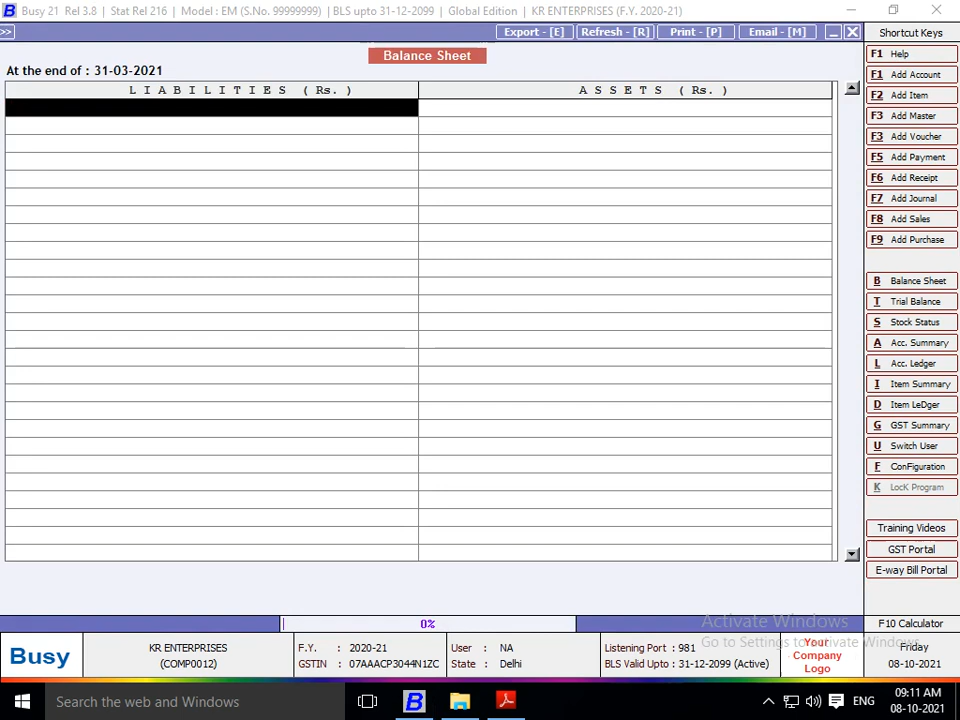 Busy 21 Rel 3.8 | Stat Rel 216 | Model : EM (S.No. 99999999) | BLS upto 31-12-2099 | Global Edition | KR ENTERPRISES (F.Y. 2020-21)
>> Export - [E] Refresh - [R] Print - [P] Email - [M]
Balance Sheet
At the end of : 31-03-2021
L I A B I L I T I E S ( Rs. ) A S S E T S ( Rs. )
Shortcut Keys
F1 Help
F1 Add Account
F2 Add Item
F3 Add Master
F3 Add Voucher
F5 Add Payment
F6 Add Receipt
F7 Add Journal
F8 Add Sales
F9 Add Purchase
B Balance Sheet
T Trial Balance
S Stock Status
A Acc. Summary
L Acc. Ledger
I Item Summary
D Item LeDger
G GST Summary
U Switch User
F ConFiguration
K LocK Program
Training Videos
GST Portal
E-way Bill Portal
F10 Calculator
0%
Activate Windows
Go to Settings to activate Windows.
Busy
KR ENTERPRISES
(COMP0012)
F.Y. : 2020-21
GSTIN : 07AAACP3044N1ZC
User : NA
State : Delhi
Listening Port : 981
BLS Valid Upto : 31-12-2099 (Active)
Your
Company
Logo
Friday
08-10-2021
Search the web and Windows
ENG
09:11 AM
08-10-2021